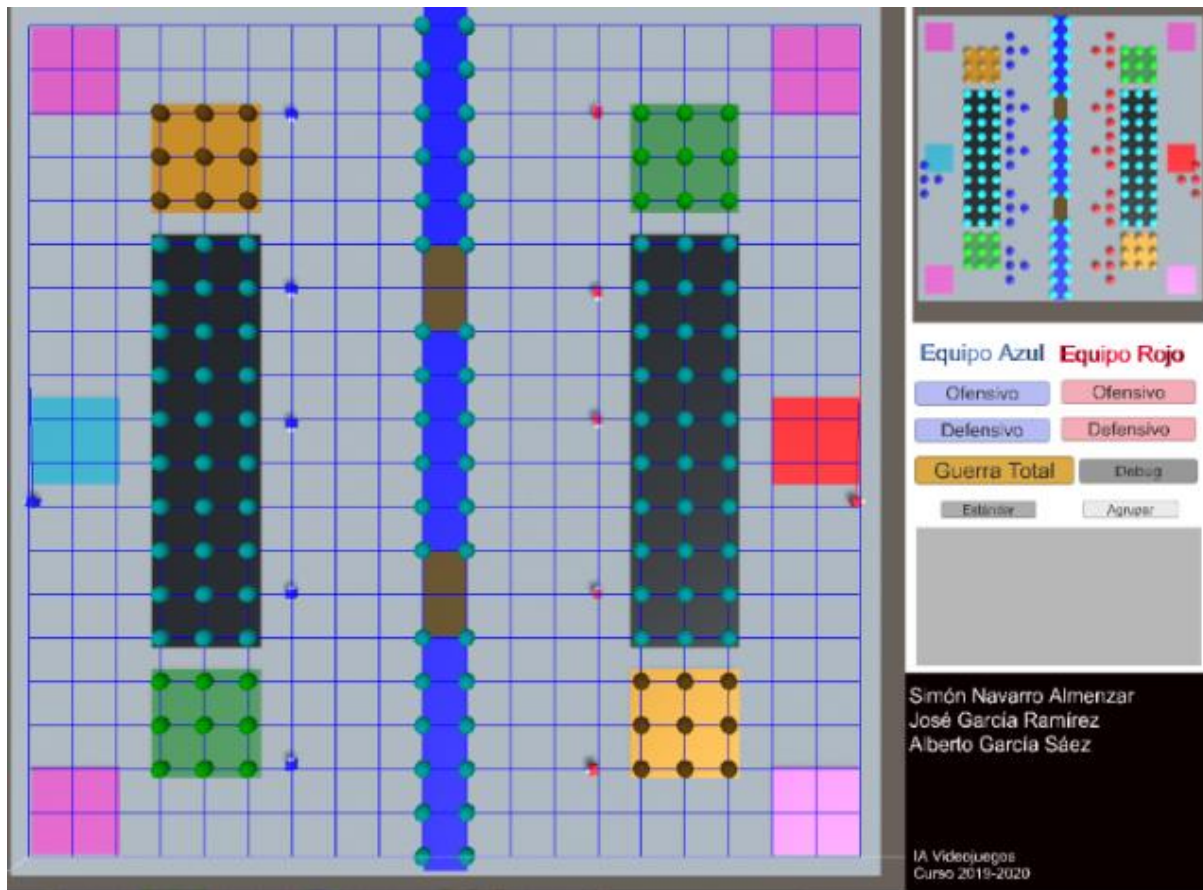 Equipo Azul Equipo Rojo
Ofensivo Ofensivo
Defensivo Defensivo
Guerra Total Debug
Estándar Agrupar
Simón Navarro Almenzar
José García Ramírez
Alberto García Sáez
IA Videojuegos
Curso 2019-2020